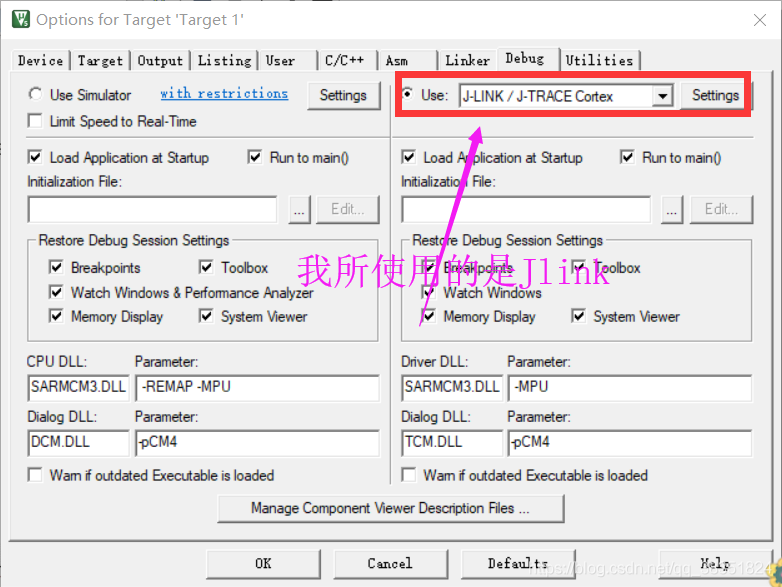 Options for Target 'Target 1'
Device Target Output Listing User C/C++ Asm Linker Debug Utilities
Use Simulator with restrictions Settings
Use: J-LINK / J-TRACE Cortex Settings
Limit Speed to Real-Time
Load Application at Startup Run to main()
Load Application at Startup Run to main()
Initialization File:
Initialization File:
... Edit...
... Edit...
Restore Debug Session Settings
Breakpoints Toolbox
Watch Windows & Performance Analyzer
Memory Display System Viewer
Restore Debug Session Settings
Breakpoints Toolbox
Watch Windows
Memory Display System Viewer
我所使用的是Jlink
CPU DLL: Parameter:
SARMCM3.DLL -REMAP -MPU
Dialog DLL: Parameter:
DCM.DLL -pCM4
Warn if outdated Executable is loaded
Driver DLL: Parameter:
SARMCM3.DLL -MPU
Dialog DLL: Parameter:
TCM.DLL -pCM4
Warn if outdated Executable is loaded
Manage Component Viewer Description Files ...
OK Cancel Defaults Help